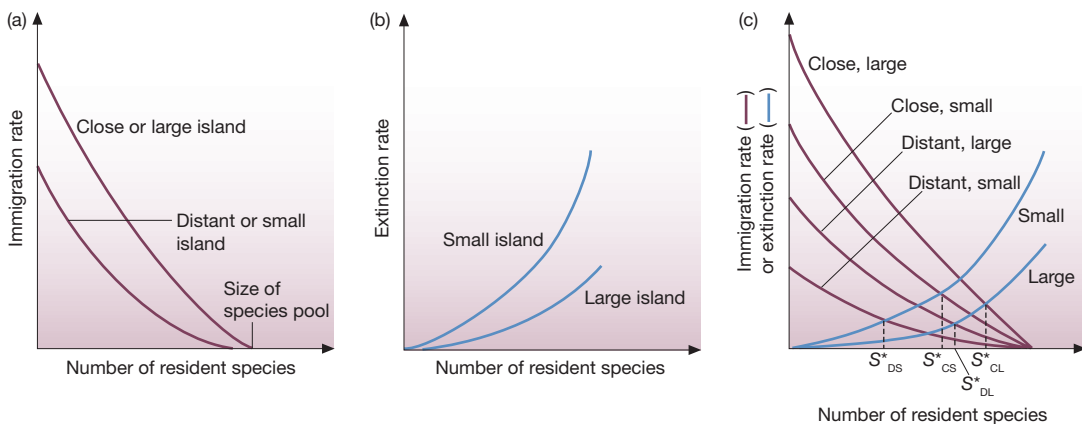 (a)
Immigration rate
Close or large island
Distant or small
island
Size of
species pool
Number of resident species
(b)
Extinction rate
Small island
Large island
Number of resident species
(c)
Immigration rate (—)
or extinction rate (—)
Close, large
Close, small
Distant, large
Distant, small
Small
Large
S*DS
S*CS
S*CL
S*DL
Number of resident species